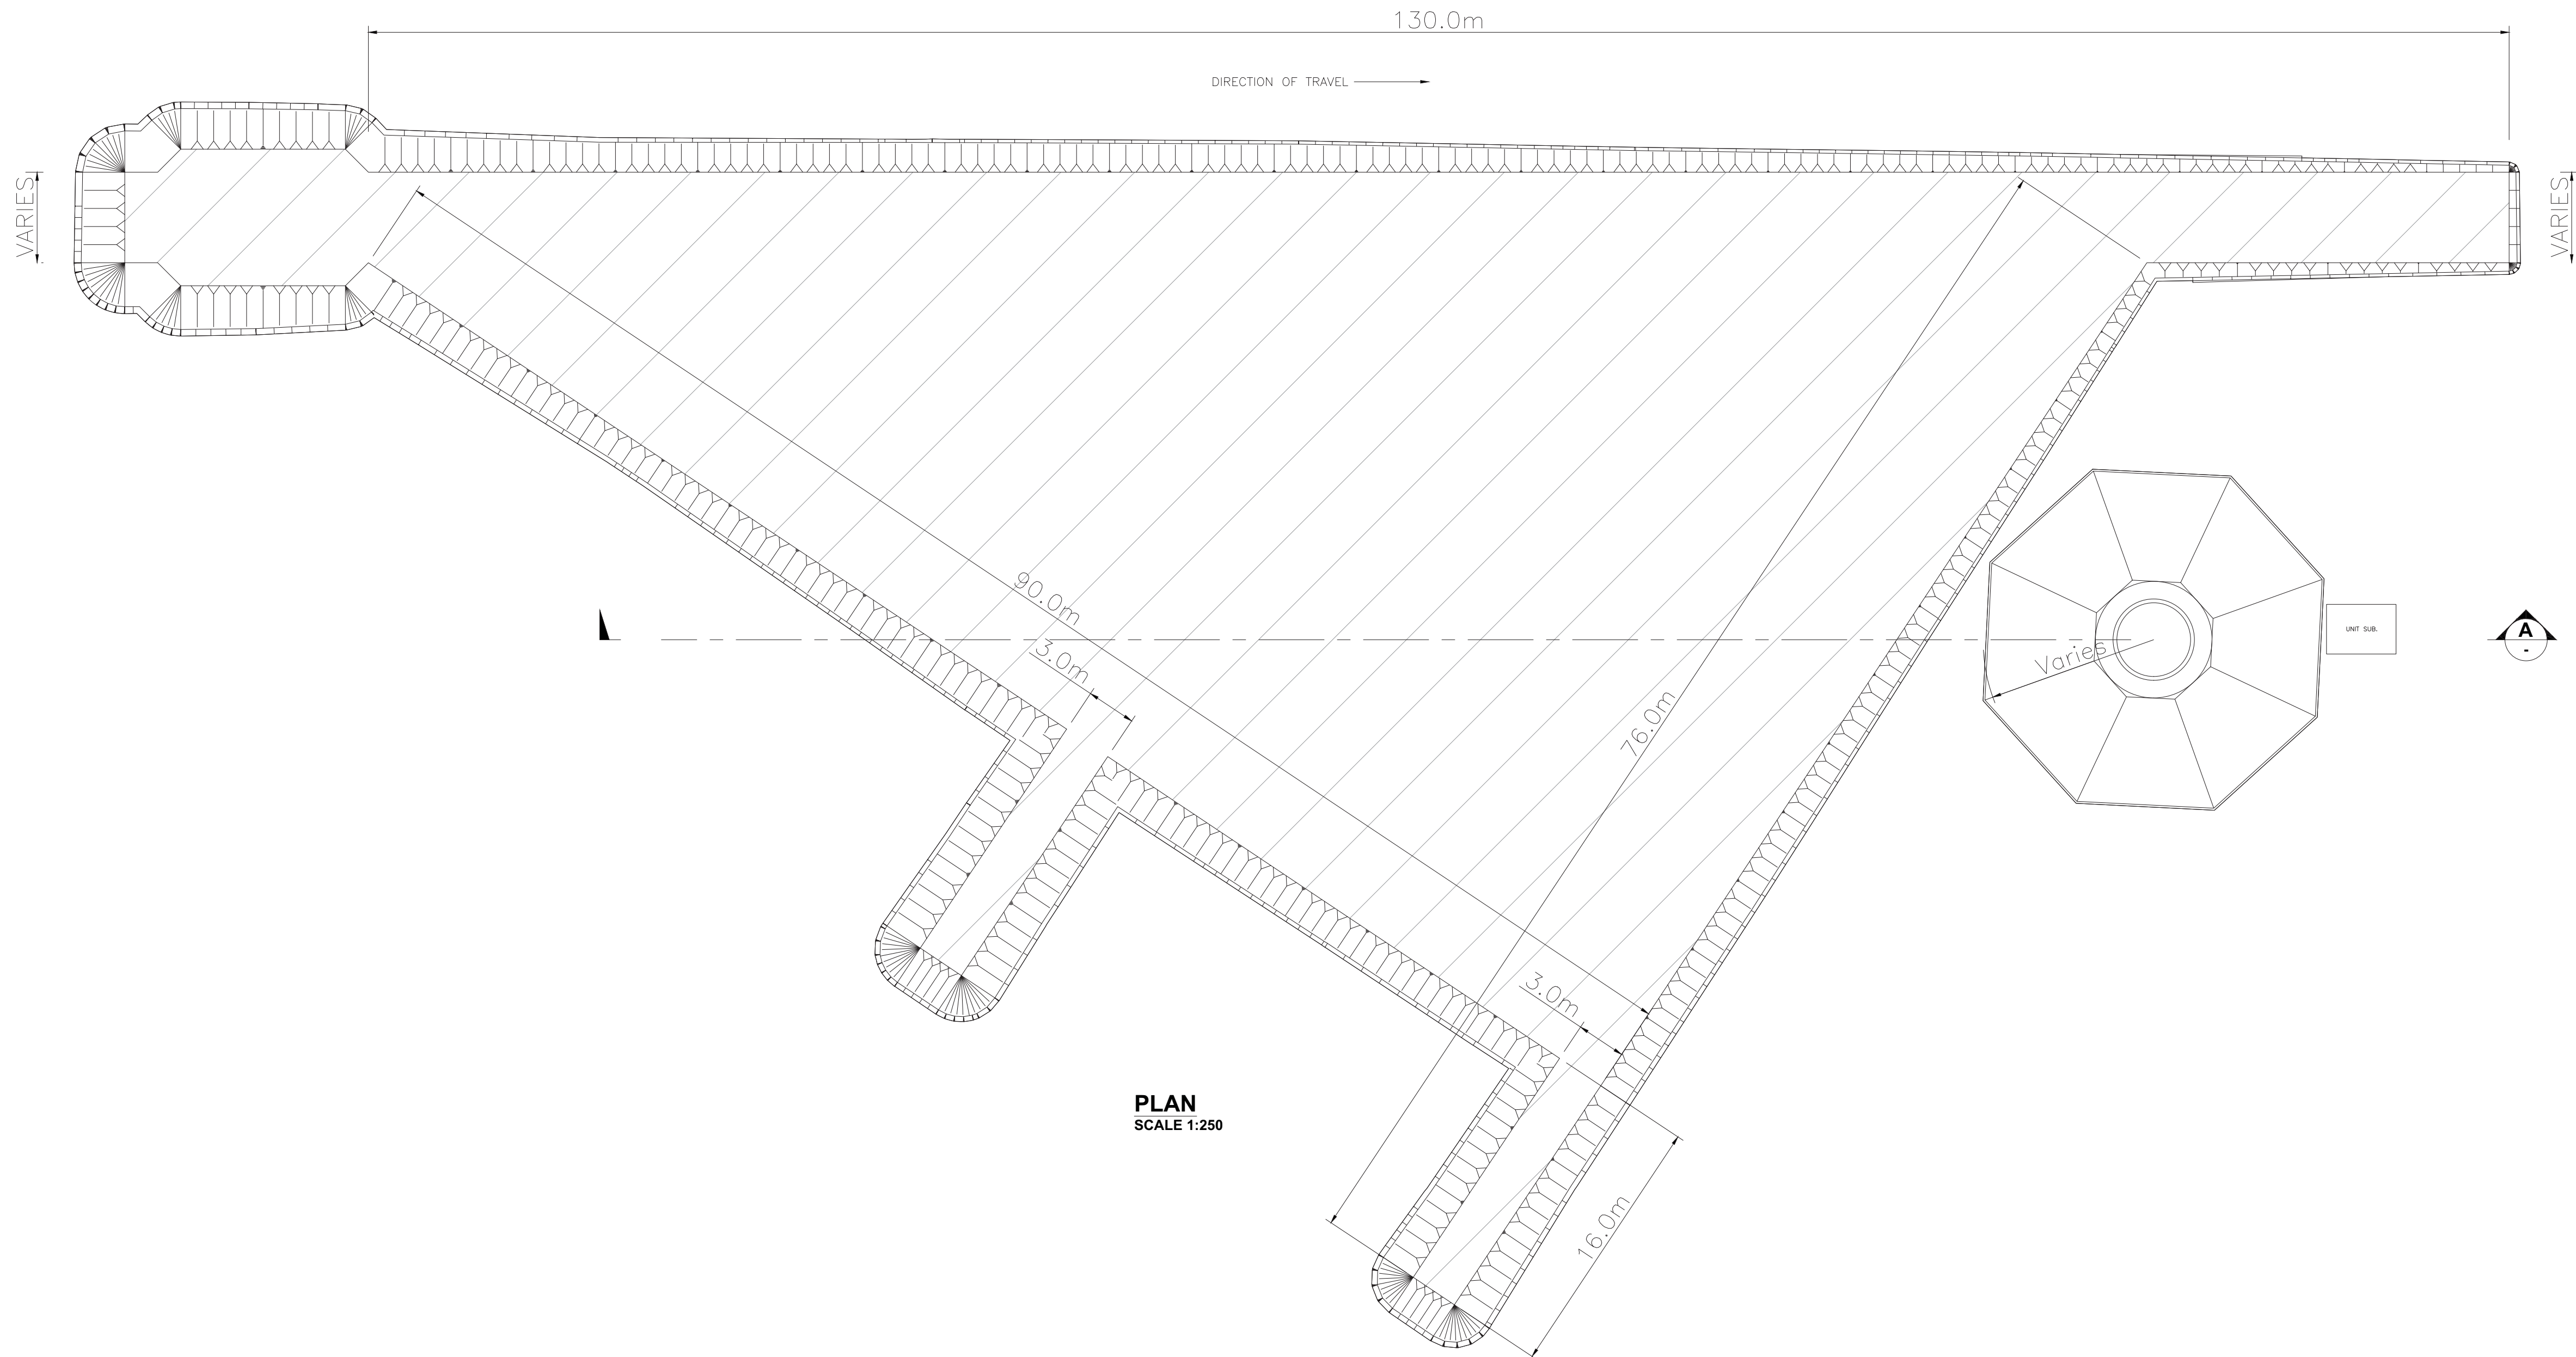 130.0m
DIRECTION OF TRAVEL
VARIES
VARIES
90.0m
3.0m
76.0m
Varies
UNIT SUB.
A
-
3.0m
16.0m
PLAN
SCALE 1:250